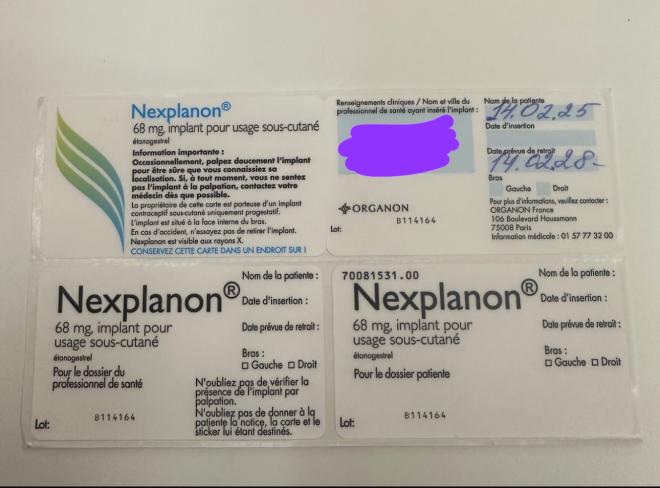 Nexplanon®
68 mg, implant pour usage sous-cutané
étonogestrel
Information importante :
Occasionnellement, palpez doucement l'implant
pour être sûre que vous connaissiez sa
localisation. Si, à tout moment, vous ne sentez
pas l'implant à la palpation, contactez votre
médecin dès que possible.
La propriétaire de cette carte est porteuse d'un implant
contraceptif sous-cutané uniquement progestatif.
L'implant est situé à la face interne du bras.
En cas d'accident, n'essayez pas de retirer l'implant.
Nexplanon est visible aux rayons X.
CONSERVEZ CETTE CARTE DANS UN ENDROIT SUR !
Renseignements cliniques / Nom et ville du
professionnel de santé ayant inséré l'implant :
ORGANON
B114164
Lot:
Nom de la patiente
14.02.25
Date d'insertion
Date prévue de retrait
14.02.28-
Bras
Gauche Droit
Pour plus d'informations, veuillez contacter :
ORGANON France
106 Boulevard Haussmann
75008 Paris
Information médicale : 01 57 77 32 00
Nom de la patiente :
Nexplanon®
Date d'insertion :
68 mg, implant pour
usage sous-cutané
Date prévue de retrait :
étonogestrel
Bras :
Gauche Droit
Pour le dossier du
professionnel de santé
N'oubliez pas de vérifier la
présence de l'implant par
palpation.
N'oubliez pas de donner à la
patiente la notice, la carte et le
sticker lui étant destinés.
B114164
Lot:
70081531.00
Nom de la patiente :
Nexplanon®
Date d'insertion :
68 mg, implant pour
usage sous-cutané
Date prévue de retrait :
étonogestrel
Bras :
Gauche Droit
Pour le dossier patiente
B114164
Lot: